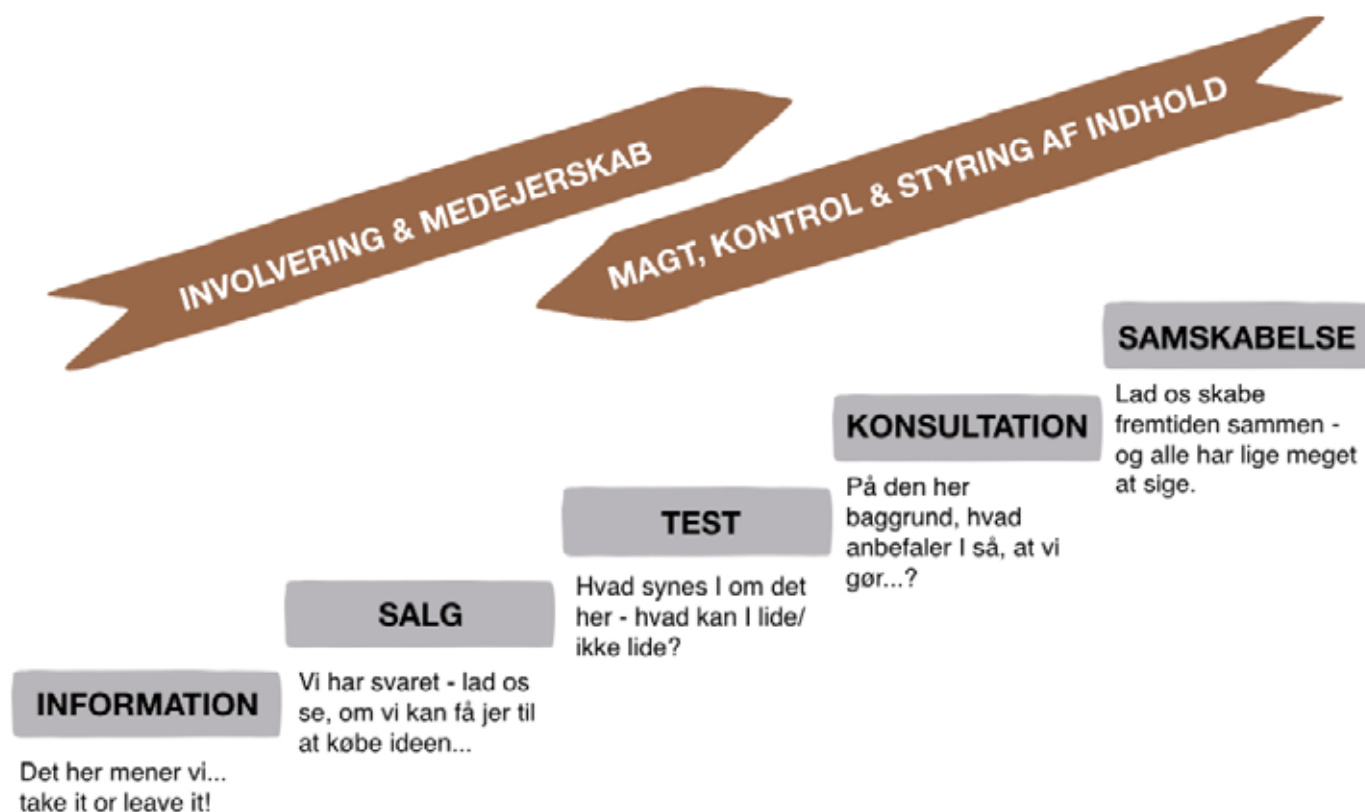 INVOLVERING & MEDEJERSKAB
MAGT, KONTROL & STYRING AF INDHOLD
INFORMATION
Det her mener vi...
take it or leave it!
SALG
Vi har svaret - lad os
se, om vi kan få jer til
at købe ideen...
TEST
Hvad synes I om det
her - hvad kan I lide/
ikke lide?
KONSULTATION
På den her
baggrund, hvad
anbefaler I så, at vi
gør...?
SAMSKABELSE
Lad os skabe
fremtiden sammen -
og alle har lige meget
at sige.